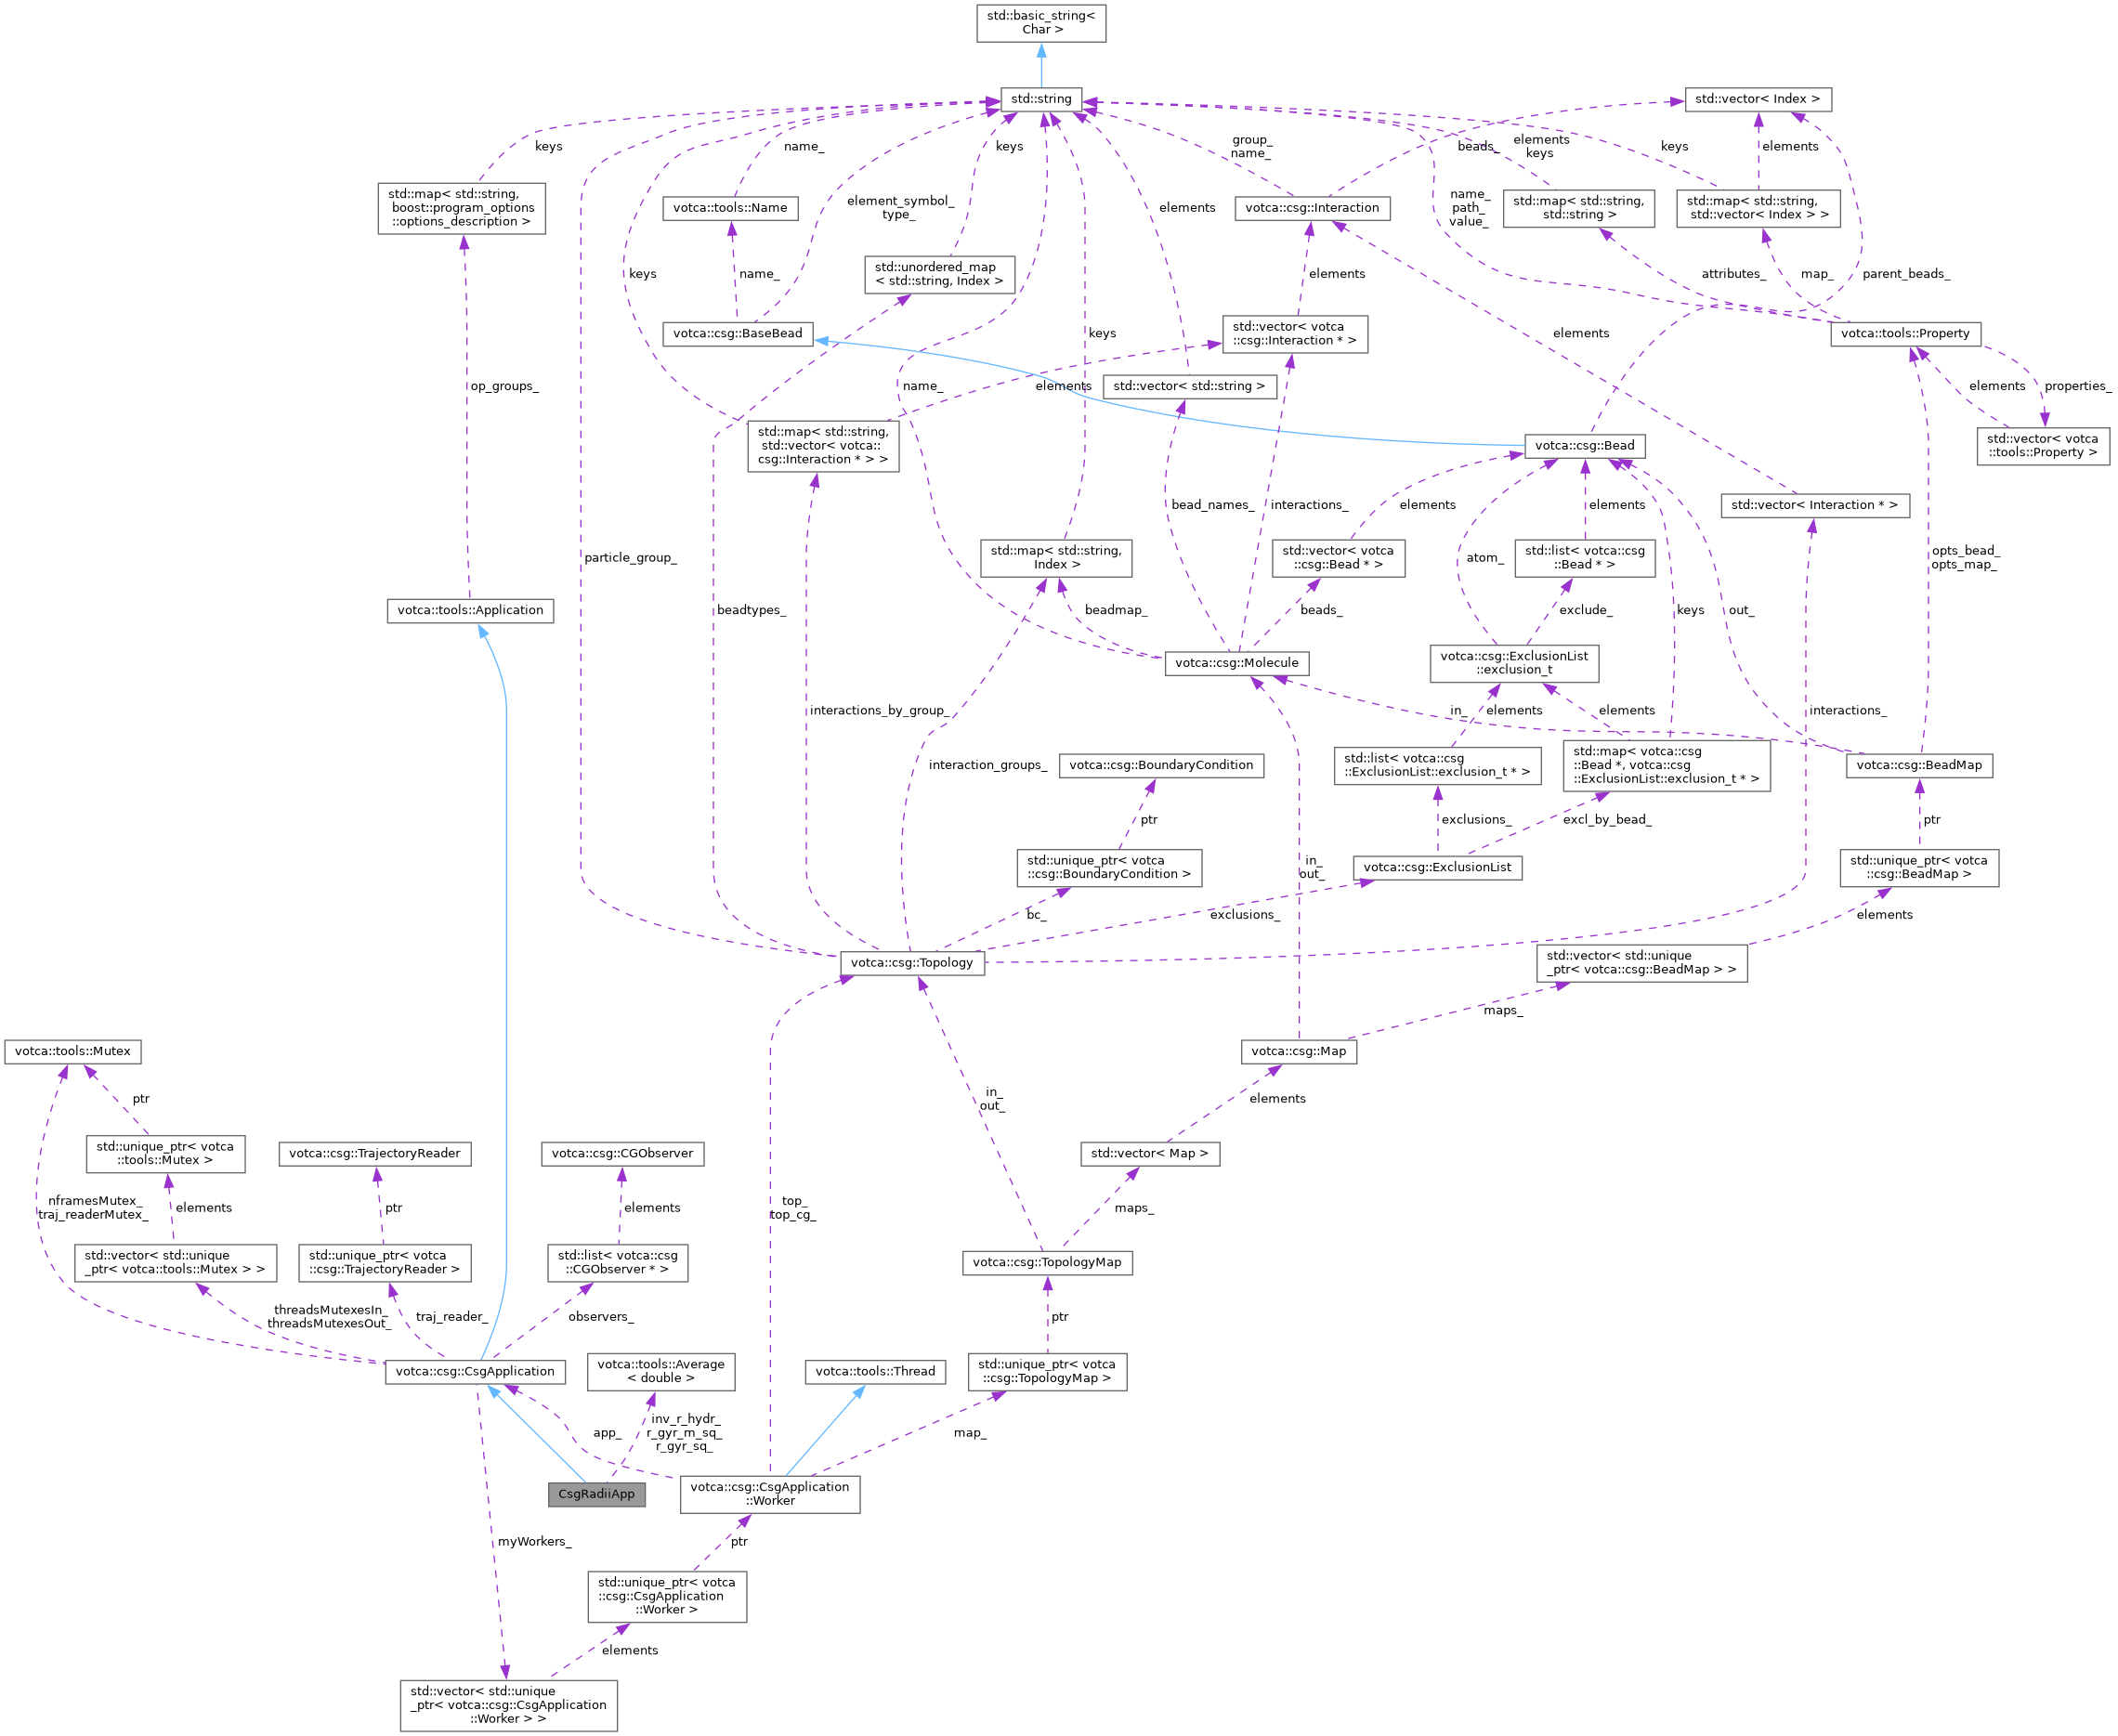 std::basic_string<
Char >
std::string
std::vector< Index >
keys
name_
keys
group_
name_
beads_
elements
keys
keys
elements
std::map< std::string,
boost::program_options
::options_description >
votca::tools::Name
element_symbol_
type_
elements
votca::csg::Interaction
name_
path_
value_
std::map< std::string,
std::string >
std::map< std::string,
std::vector< Index > >
keys
name_
std::unordered_map
< std::string, Index >
elements
attributes_
map_
parent_beads_
votca::csg::BaseBead
keys
std::vector< votca
::csg::Interaction * >
elements
votca::tools::Property
op_groups_
name_
elements
std::vector< std::string >
elements
properties_
std::map< std::string,
std::vector< votca::
csg::Interaction * > >
votca::csg::Bead
std::vector< votca
::tools::Property >
bead_names_
interactions_
elements
elements
std::vector< Interaction * >
particle_group_
std::map< std::string,
Index >
std::vector< votca
::csg::Bead * >
atom_
std::list< votca::csg
::Bead * >
opts_bead_
opts_map_
votca::tools::Application
beadtypes_
beadmap_
beads_
exclude_
keys
out_
votca::csg::Molecule
votca::csg::ExclusionList
::exclusion_t
interactions_by_group_
in_
elements
elements
interactions_
interaction_groups_
votca::csg::BoundaryCondition
std::list< votca::csg
::ExclusionList::exclusion_t * >
std::map< votca::csg
::Bead *, votca::csg
::ExclusionList::exclusion_t * >
votca::csg::BeadMap
ptr
exclusions_
excl_by_bead_
ptr
std::unique_ptr< votca
::csg::BoundaryCondition >
in_
out_
votca::csg::ExclusionList
std::unique_ptr< votca
::csg::BeadMap >
bc_
exclusions_
elements
votca::csg::Topology
std::vector< std::unique
_ptr< votca::csg::BeadMap > >
maps_
votca::tools::Mutex
votca::csg::Map
ptr
in_
out_
elements
std::unique_ptr< votca
::tools::Mutex >
votca::csg::TrajectoryReader
votca::csg::CGObserver
std::vector< Map >
nframesMutex_
traj_readerMutex_
elements
ptr
elements
top_
top_cg_
maps_
std::vector< std::unique
_ptr< votca::tools::Mutex > >
std::unique_ptr< votca
::csg::TrajectoryReader >
std::list< votca::csg
::CGObserver * >
votca::csg::TopologyMap
threadsMutexesIn_
threadsMutexesOut_
traj_reader_
observers_
ptr
votca::csg::CsgApplication
votca::tools::Average
< double >
votca::tools::Thread
std::unique_ptr< votca
::csg::TopologyMap >
app_
inv_r_hydr_
r_gyr_m_sq_
r_gyr_sq_
map_
CsgRadiiApp
votca::csg::CsgApplication
::Worker
myWorkers_
ptr
std::unique_ptr< votca
::csg::CsgApplication
::Worker >
elements
std::vector< std::unique
_ptr< votca::csg::CsgApplication
::Worker > >